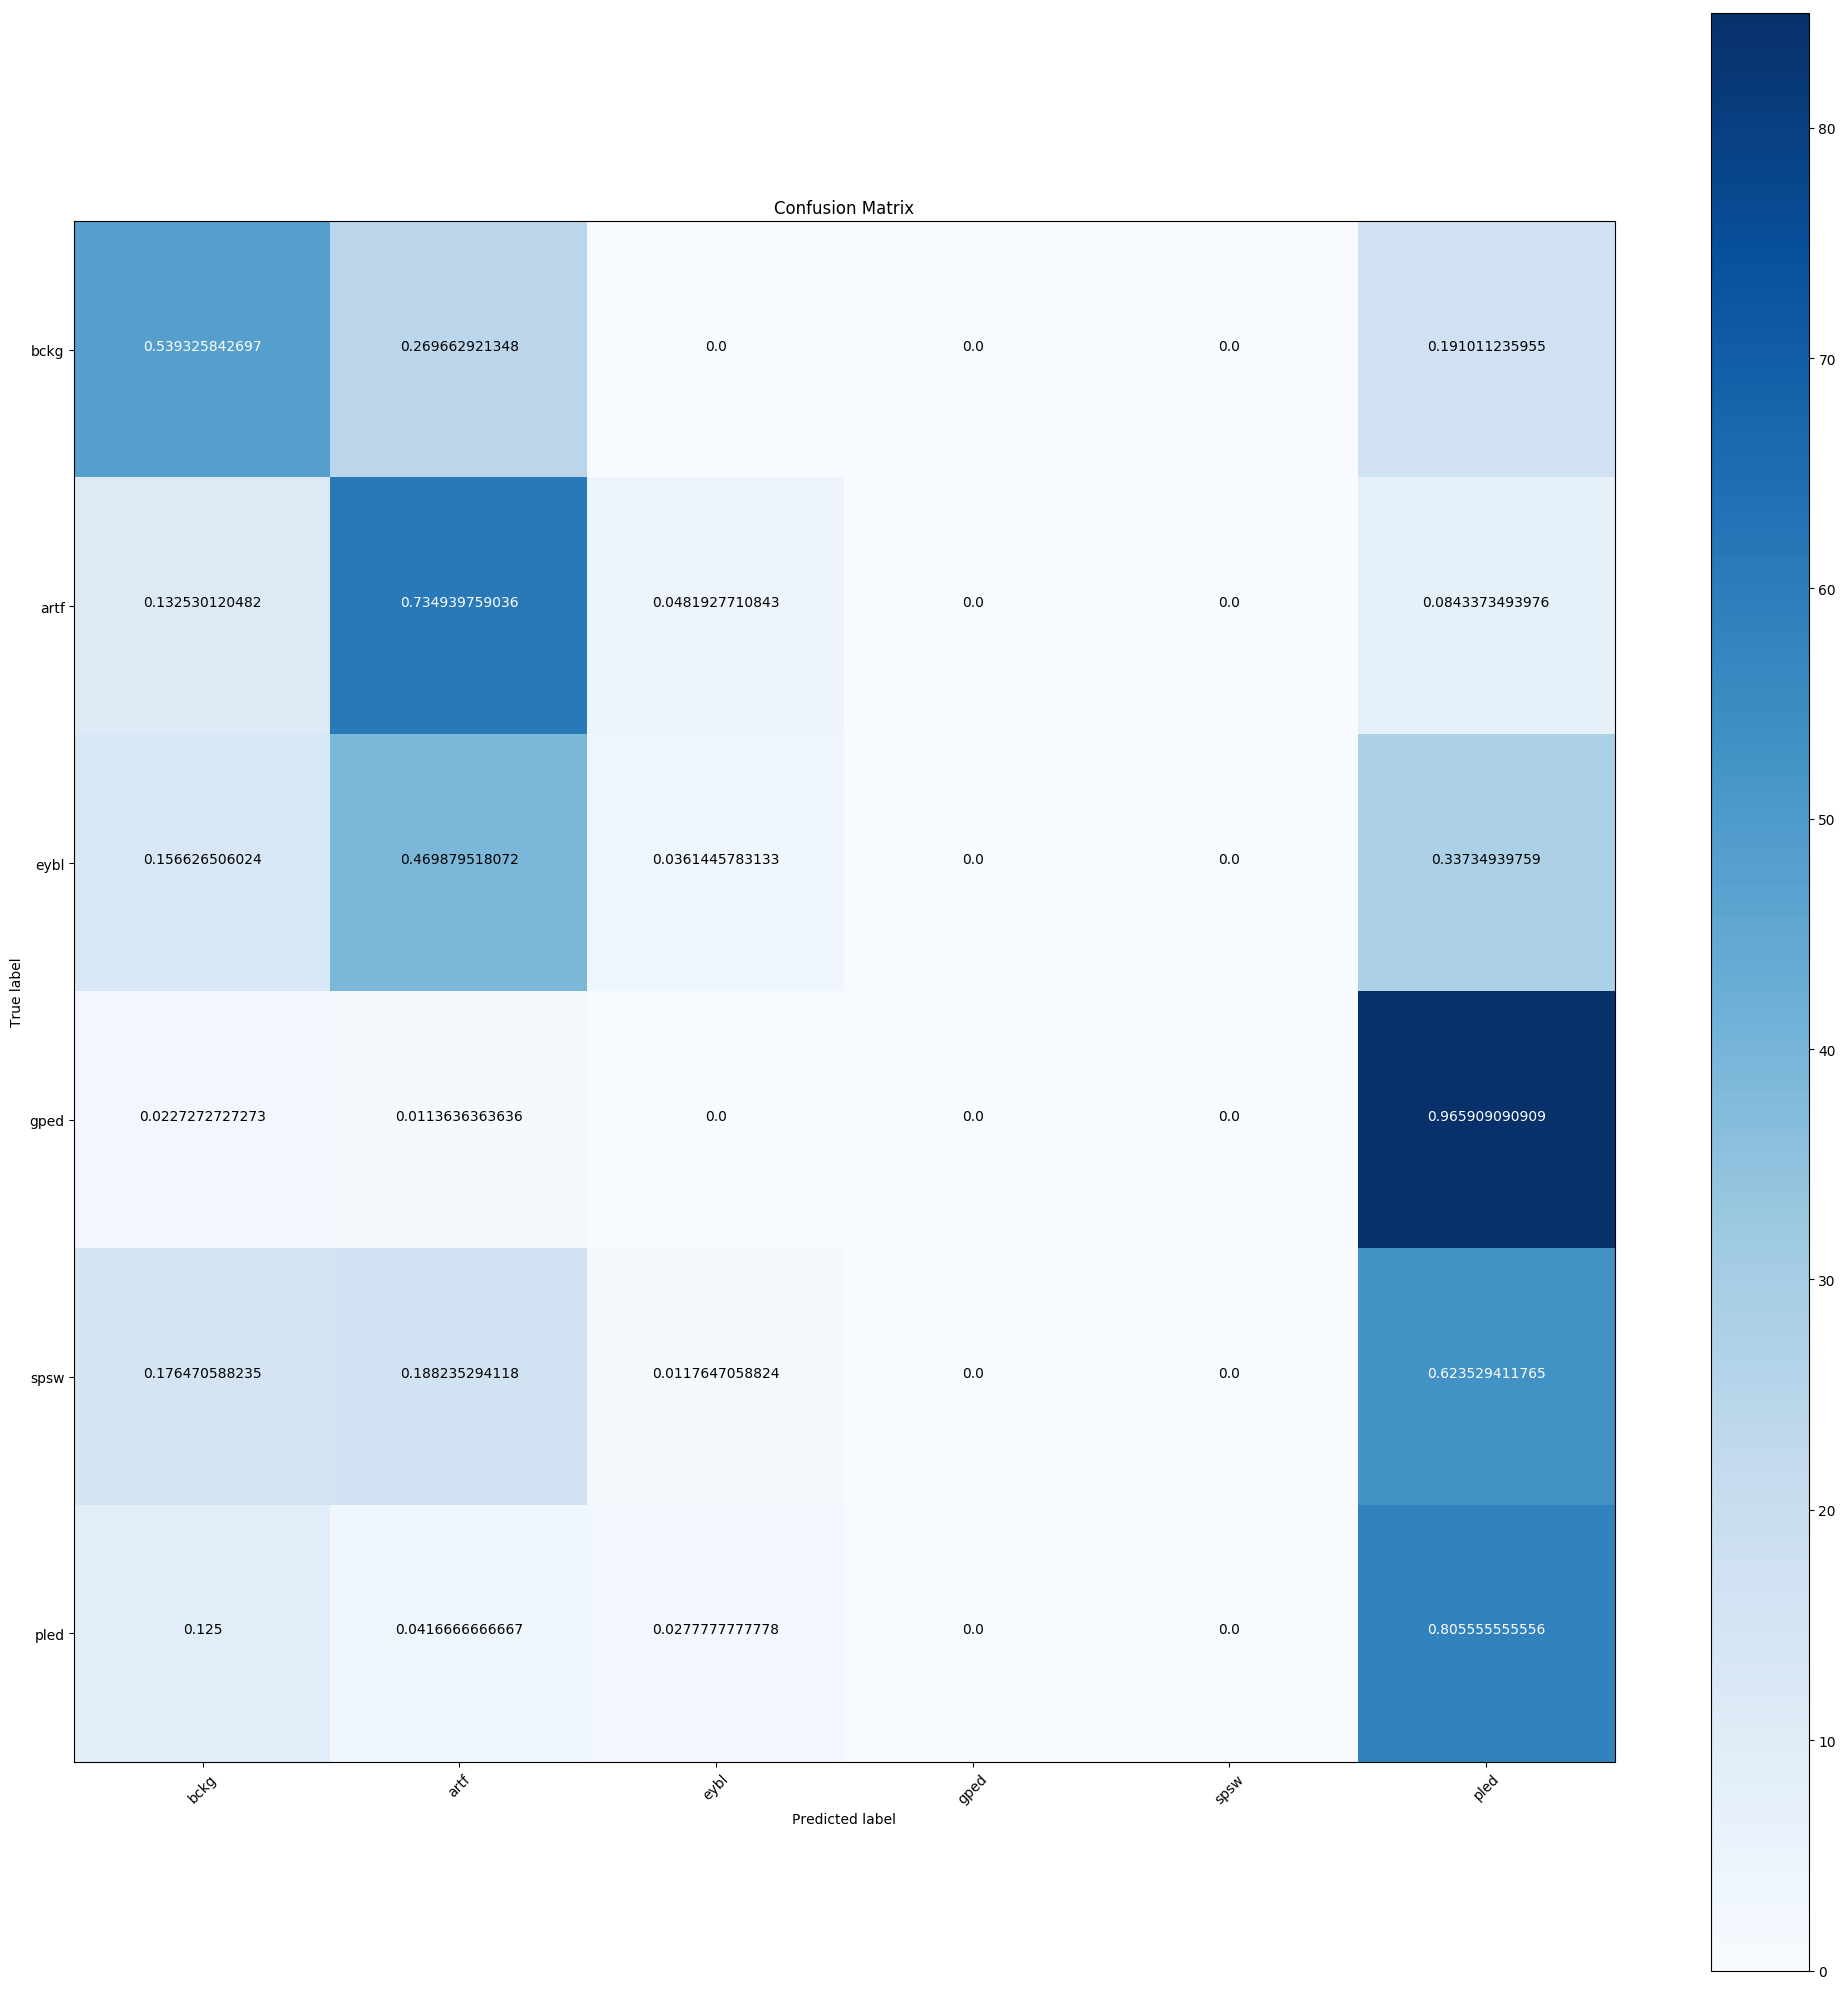 Confusion Matrix
bckg 0.539325842697 0.269662921348 0.0 0.0 0.0 0.191011235955
artf 0.132530120482 0.734939759036 0.0481927710843 0.0 0.0 0.0843373493976
eybl 0.156626506024 0.469879518072 0.0361445783133 0.0 0.0 0.33734939759
gped 0.0227272727273 0.0113636363636 0.0 0.0 0.0 0.965909090909
spsw 0.176470588235 0.188235294118 0.0117647058824 0.0 0.0 0.623529411765
pled 0.125 0.0416666666667 0.0277777777778 0.0 0.0 0.805555555556
True label
bckg artf eybl gped spsw pled
Predicted label
80
70
60
50
40
30
20
10
0